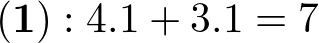 (1) : 4.1 + 3.1 = 7